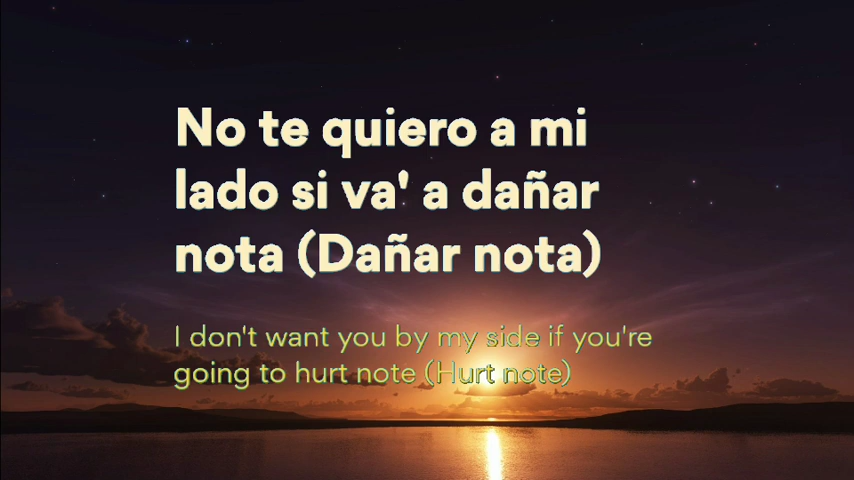 No te quiero a mi
lado si va' a dañar
nota (Dañar nota)
I don't want you by my side if you're
going to hurt note (Hurt note)